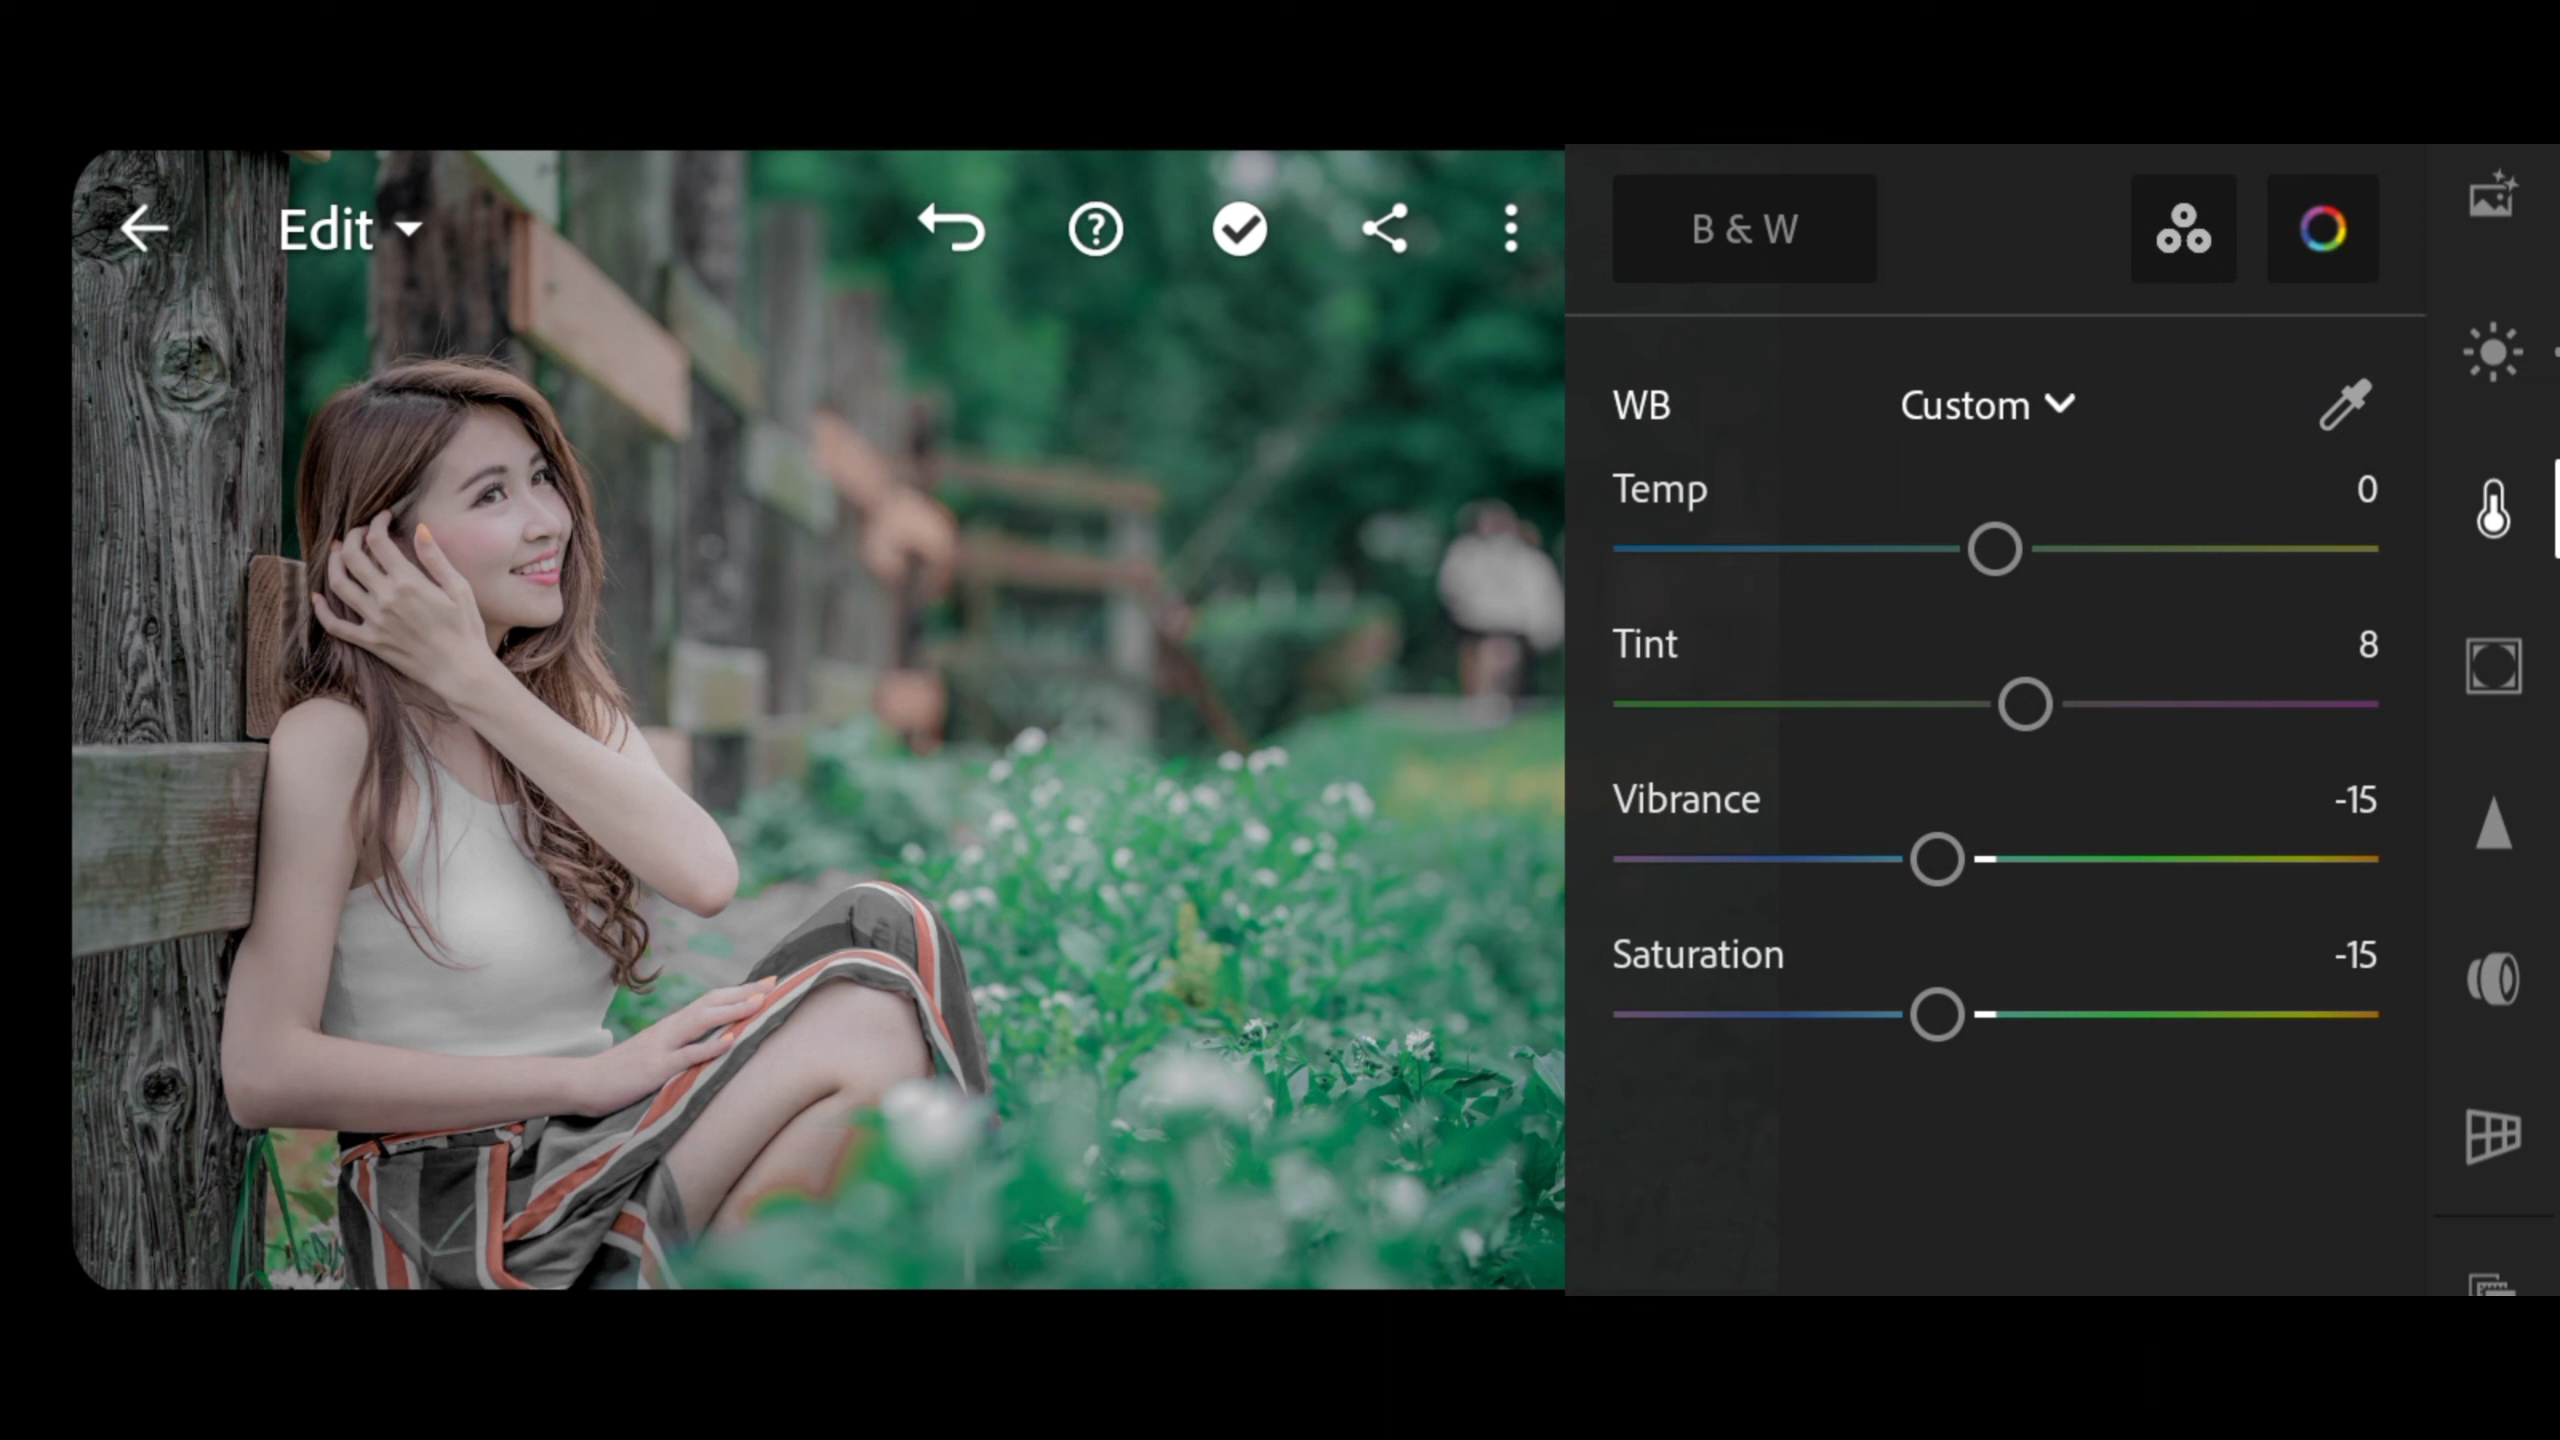 Edit
B & W
WB Custom
Temp 0
Tint 8
Vibrance -15
Saturation -15